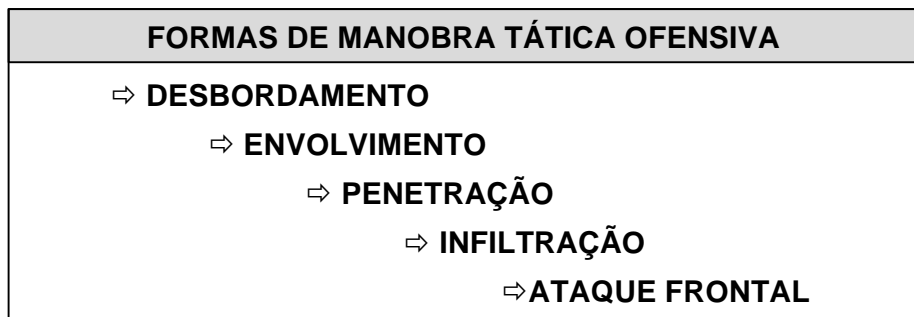 FORMAS DE MANOBRA TÁTICA OFENSIVA
⇨ DESBORDAMENTO
⇨ ENVOLVIMENTO
⇨ PENETRAÇÃO
⇨ INFILTRAÇÃO
⇨ATAQUE FRONTAL